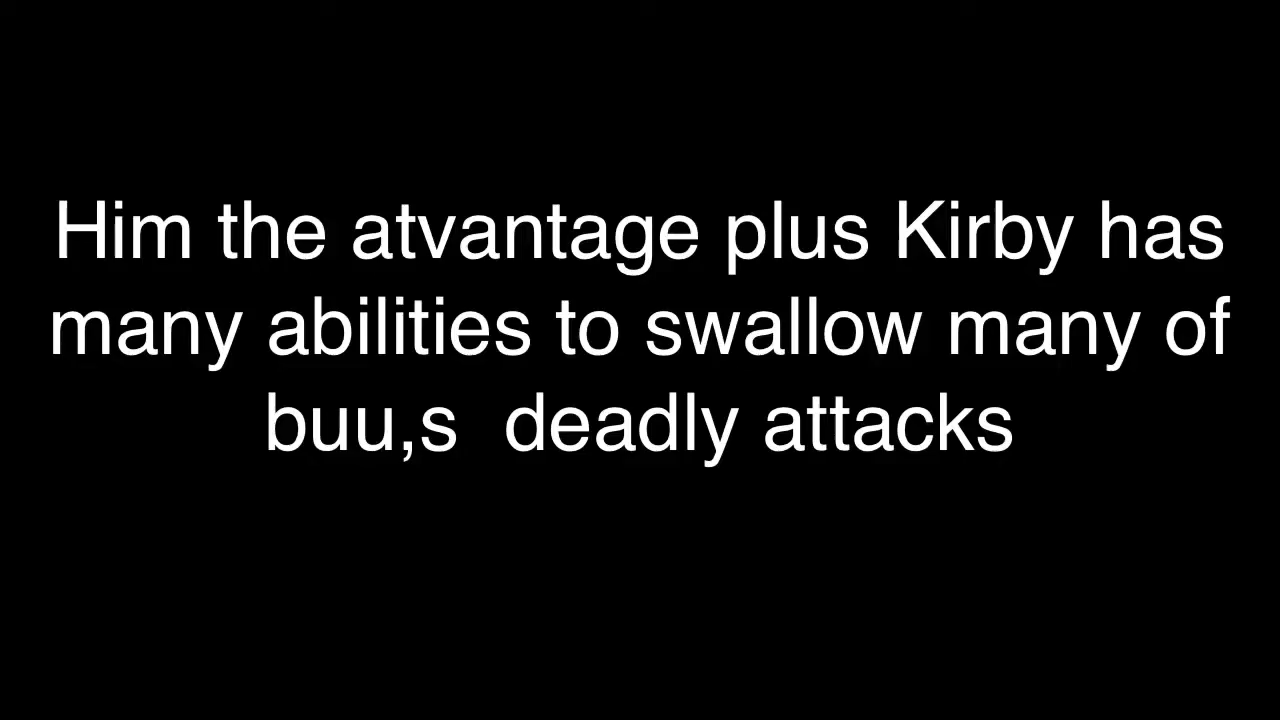 Him the atvantage plus Kirby has
many abilities to swallow many of
buu,s  deadly attacks